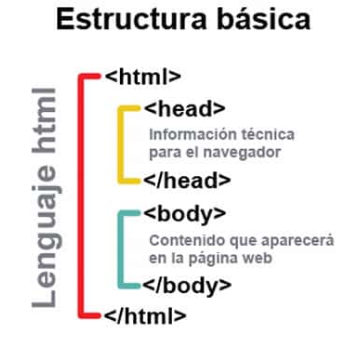 Estructura básica
Lenguaje html
<html>
<head>
Información técnica
para el navegador
</head>
<body>
Contenido que aparecerá
en la página web
</body>
</html>